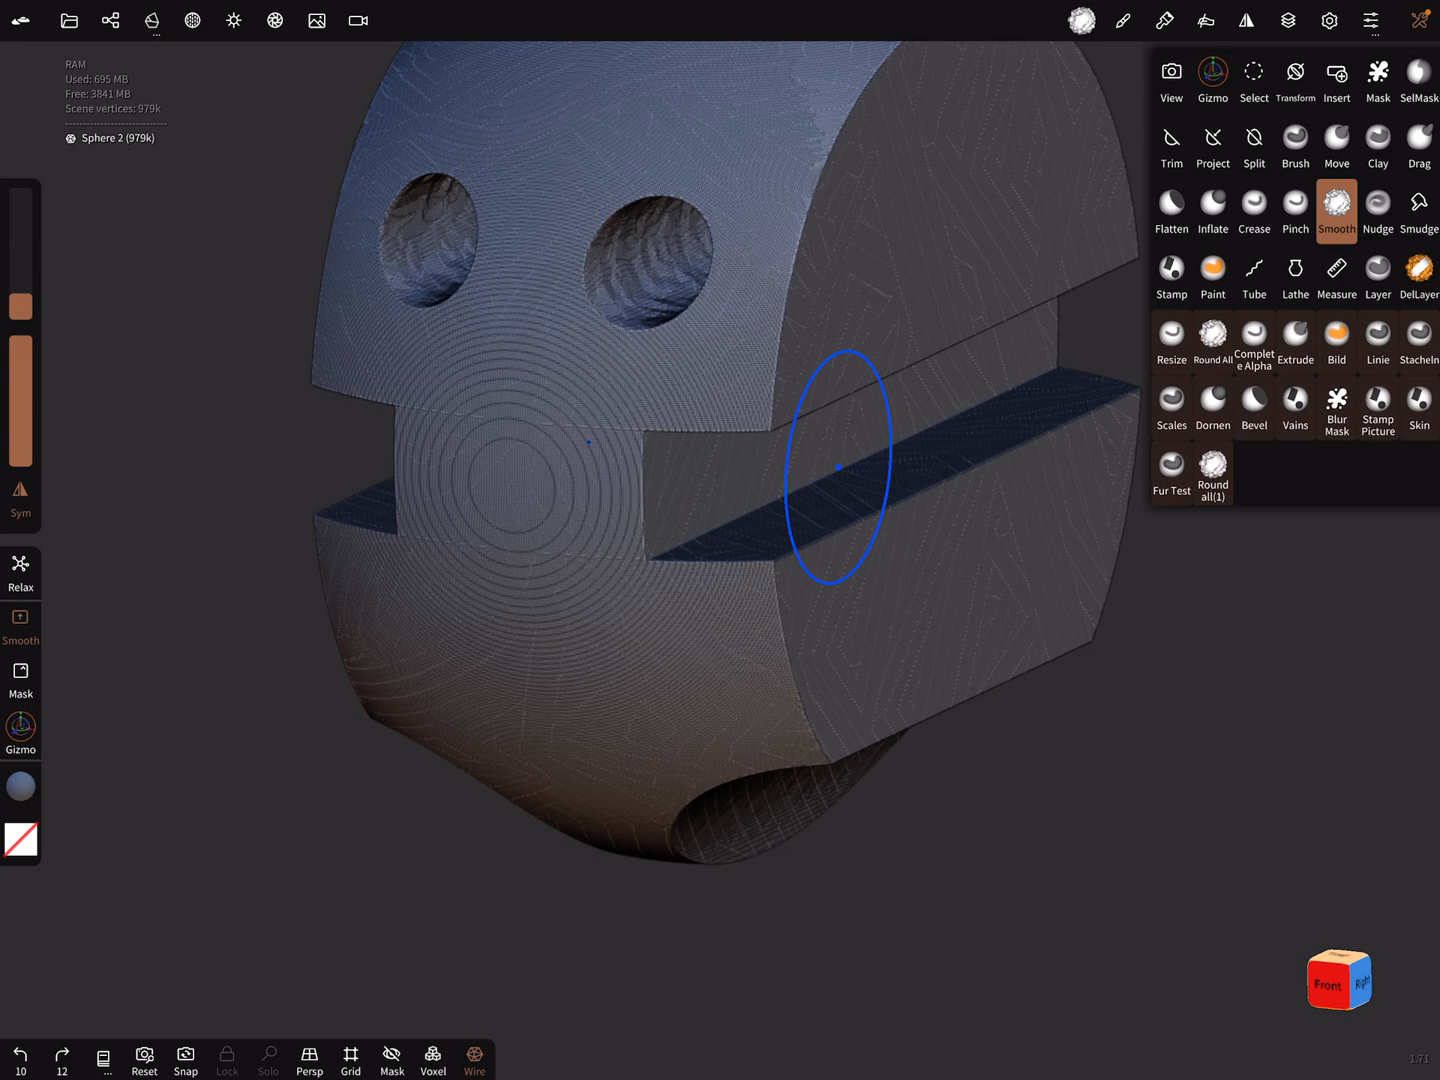 RAM
Used: 695 MB
Free: 3841 MB
Scene vertices: 979k
Sphere 2 (979k)
View Gizmo Select Transform Insert Mask SelMask
Trim Project Split Brush Move Clay Drag
Flatten Inflate Crease Pinch Smooth Nudge Smudge
Stamp Paint Tube Lathe Measure Layer DelLayer
Resize Round All Complet e Alpha Extrude Bild Linie Stacheln
Scales Dornen Bevel Vains Blur Mask Stamp Picture Skin
Fur Test Round all(1)
Sym
Relax
Smooth
Mask
Gizmo
Front Right
10 12 ... Reset Snap Lock Solo Persp Grid Mask Voxel Wire
1.71